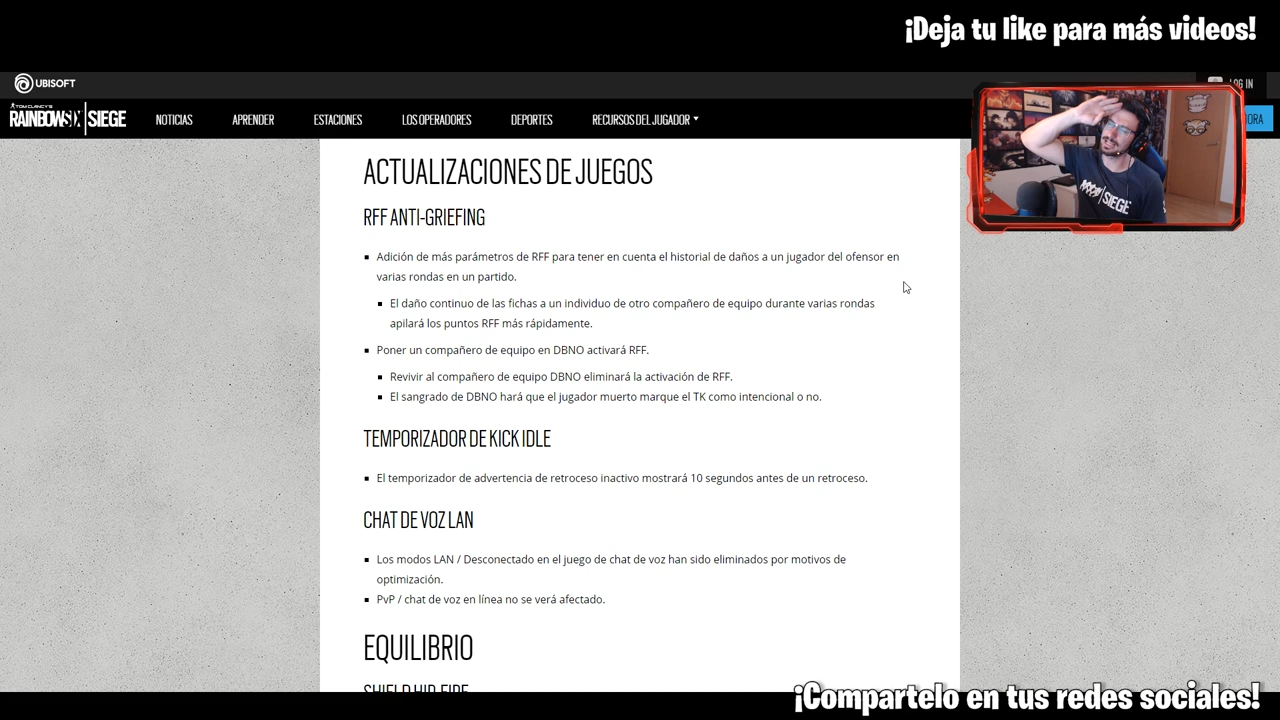 ¡Deja tu like para más videos!
UBISOFT
LOG IN
TOM CLANCY'S
RAINBOW SIX | SIEGE
NOTICIAS
APRENDER
ESTACIONES
LOS OPERADORES
DEPORTES
RECURSOS DEL JUGADOR
ACTUALIZACIONES DE JUEGOS
RFF ANTI-GRIEFING
Adición de más parámetros de RFF para tener en cuenta el historial de daños a un jugador del ofensor en
varias rondas en un partido.
El daño continuo de las fichas a un individuo de otro compañero de equipo durante varias rondas
apilará los puntos RFF más rápidamente.
Poner un compañero de equipo en DBNO activará RFF.
Revivir al compañero de equipo DBNO eliminará la activación de RFF.
El sangrado de DBNO hará que el jugador muerto marque el TK como intencional o no.
TEMPORIZADOR DE KICK IDLE
El temporizador de advertencia de retroceso inactivo mostrará 10 segundos antes de un retroceso.
CHAT DE VOZ LAN
Los modos LAN / Desconectado en el juego de chat de voz han sido eliminados por motivos de
optimización.
PvP / chat de voz en línea no se verá afectado.
EQUILIBRIO
SHIELD HIP FIRE
SIEGE
¡Compartelo en tus redes sociales!